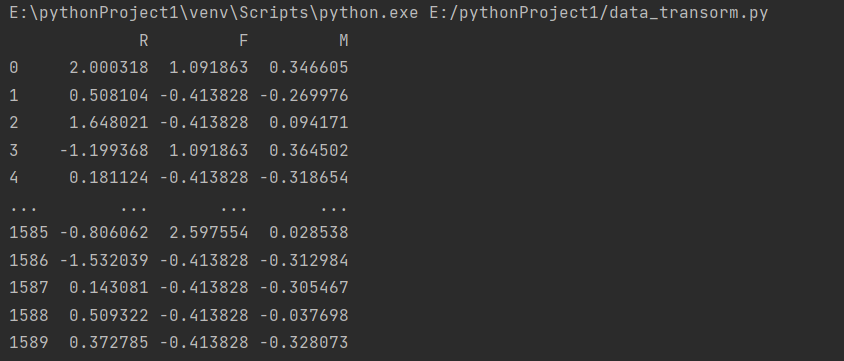 E:\pythonProject1\venv\Scripts\python.exe E:/pythonProject1/data_transorm.py
R F M
0 2.000318 1.091863 0.346605
1 0.508104 -0.413828 -0.269976
2 1.648021 -0.413828 0.094171
3 -1.199368 1.091863 0.364502
4 0.181124 -0.413828 -0.318654
... ... ... ...
1585 -0.806062 2.597554 0.028538
1586 -1.532039 -0.413828 -0.312984
1587 0.143081 -0.413828 -0.305467
1588 0.509322 -0.413828 -0.037698
1589 0.372785 -0.413828 -0.328073